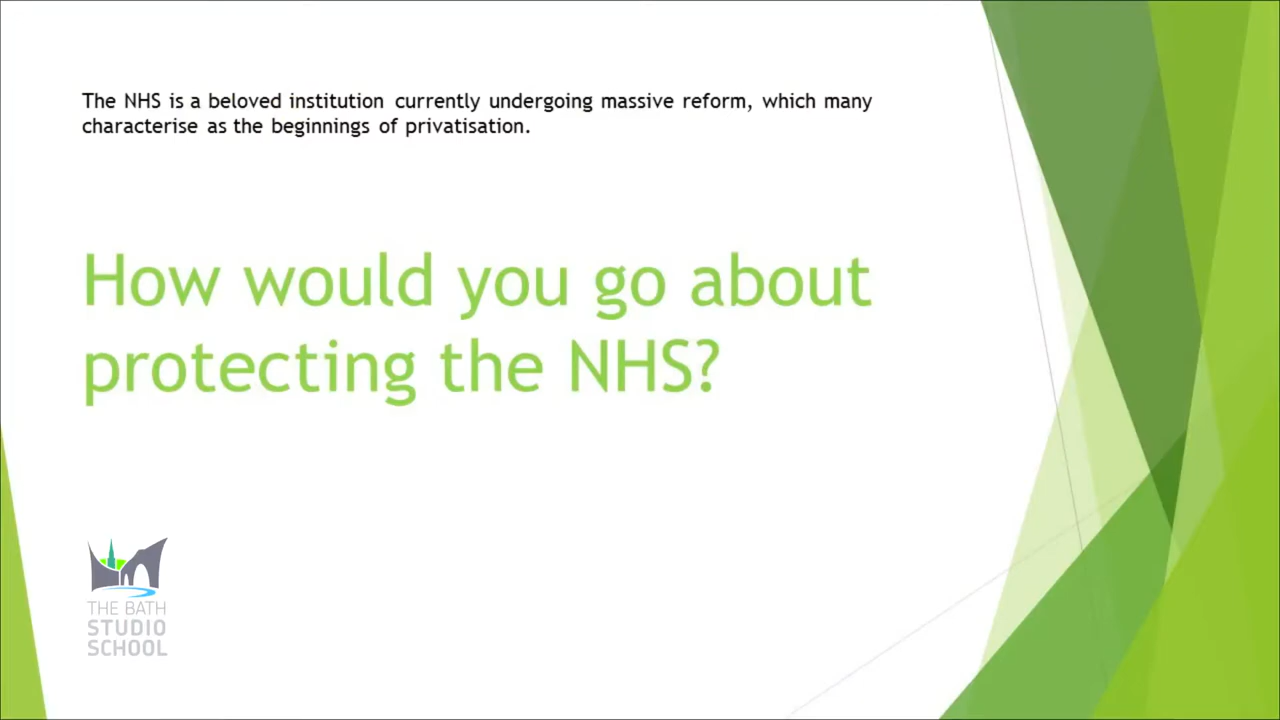 The NHS is a beloved institution currently undergoing massive reform, which many
characterise as the beginnings of privatisation.
How would you go about
protecting the NHS?
THE BATH
STUDIO
SCHOOL